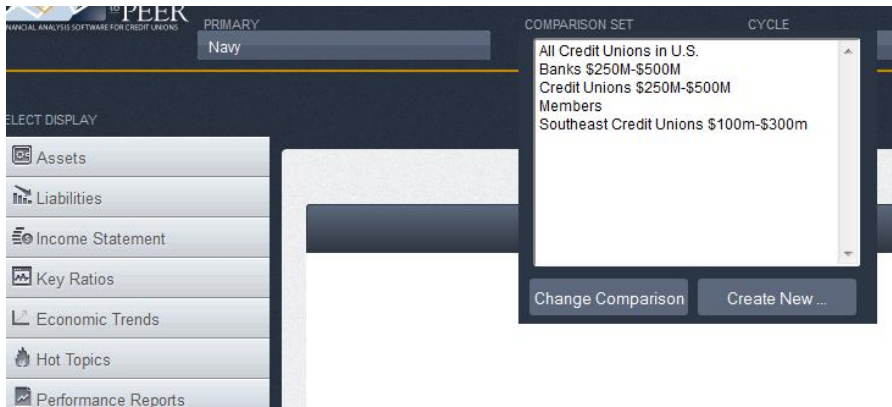 to
PEER
NANCIAL ANALYSIS SOFTWARE FOR CREDIT UNIONS
PRIMARY
Navy
COMPARISON SET
CYCLE
All Credit Unions in U.S.
Banks $250M-$500M
Credit Unions $250M-$500M
Members
Southeast Credit Unions $100m-$300m
Change Comparison
Create New ...
ELECT DISPLAY
Assets
Liabilities
Income Statement
Key Ratios
Economic Trends
Hot Topics
Performance Reports